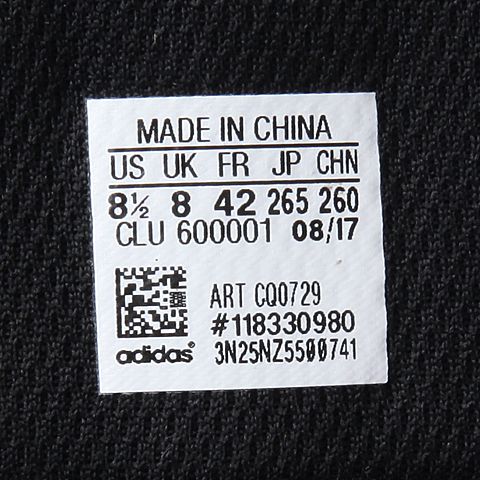 MADE IN CHINA
US UK FR JP CHN
8½ 8 42 265 260
CLU 600001 08/17
ART CQ0729
#118330980
adidas® 3N25NZ5500741